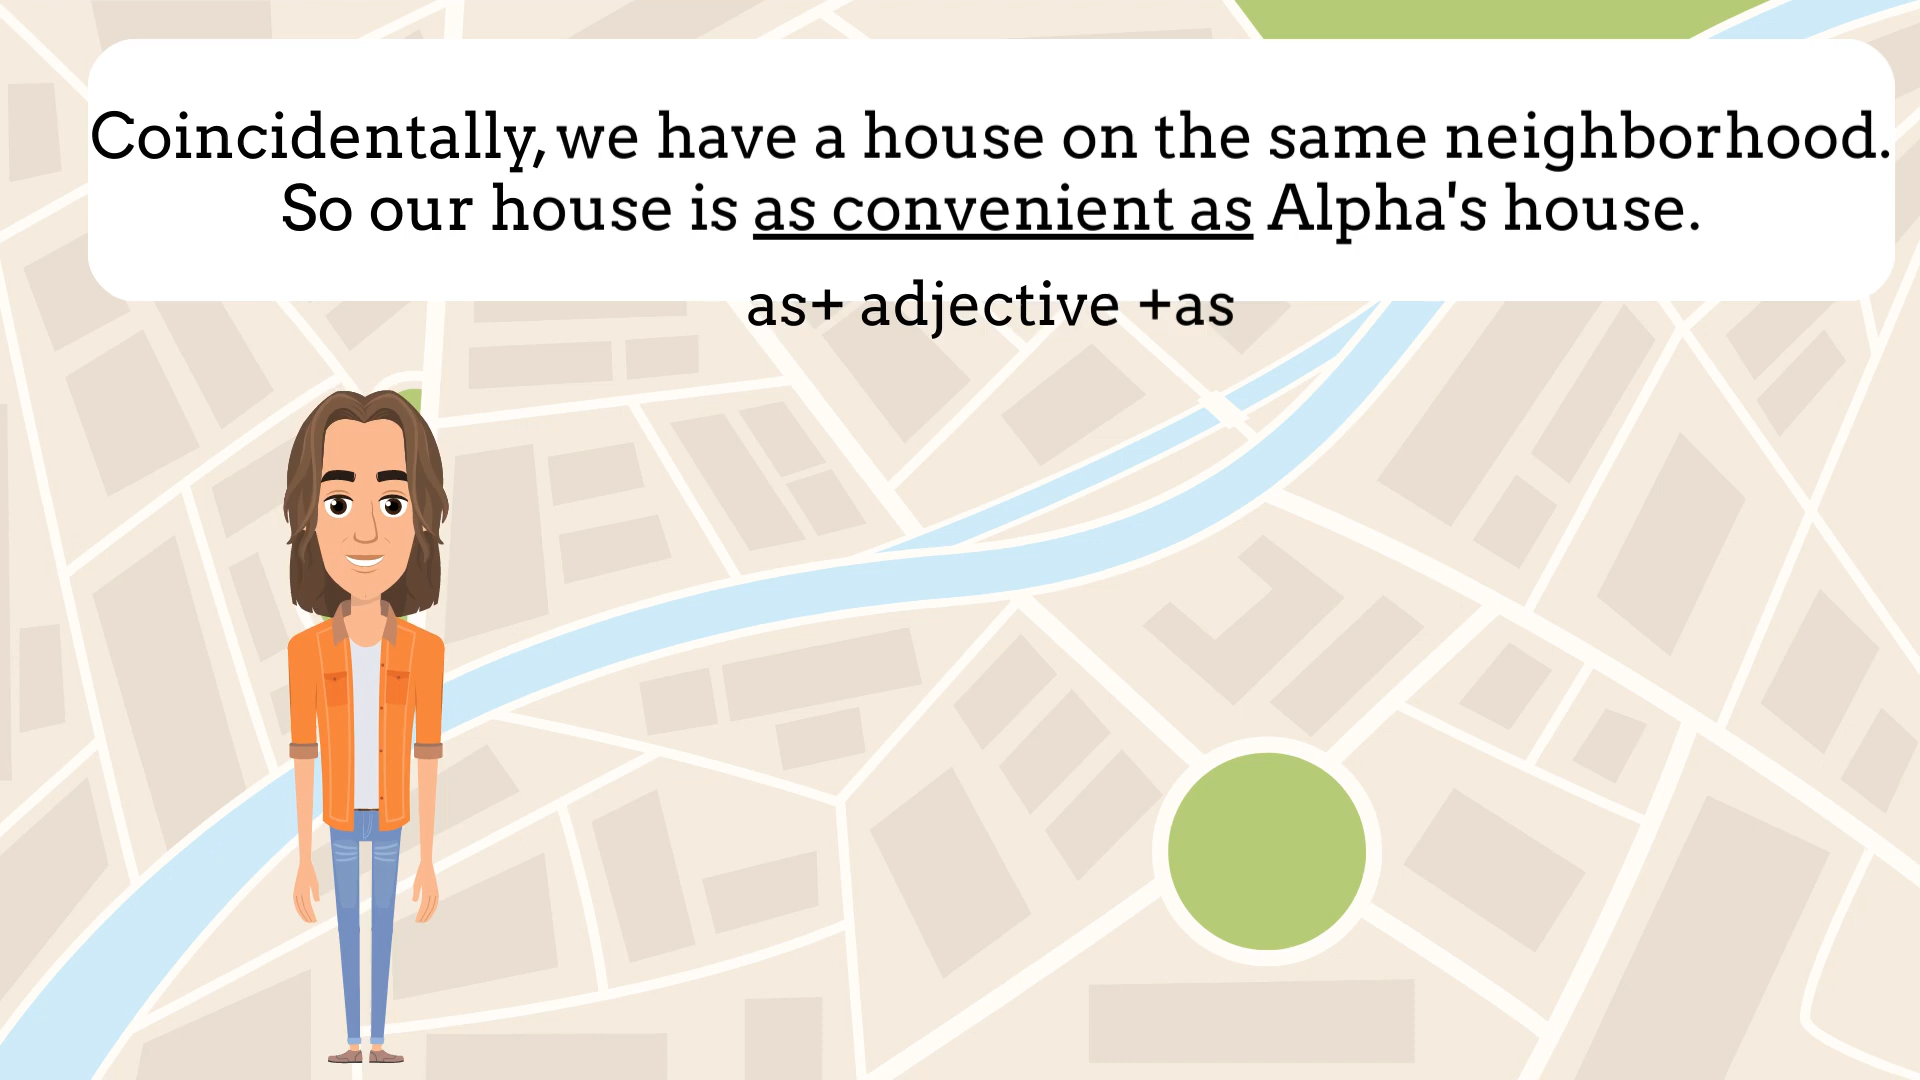 Coincidentally, we have a house on the same neighborhood.
So our house is as convenient as Alpha's house.
as+ adjective +as